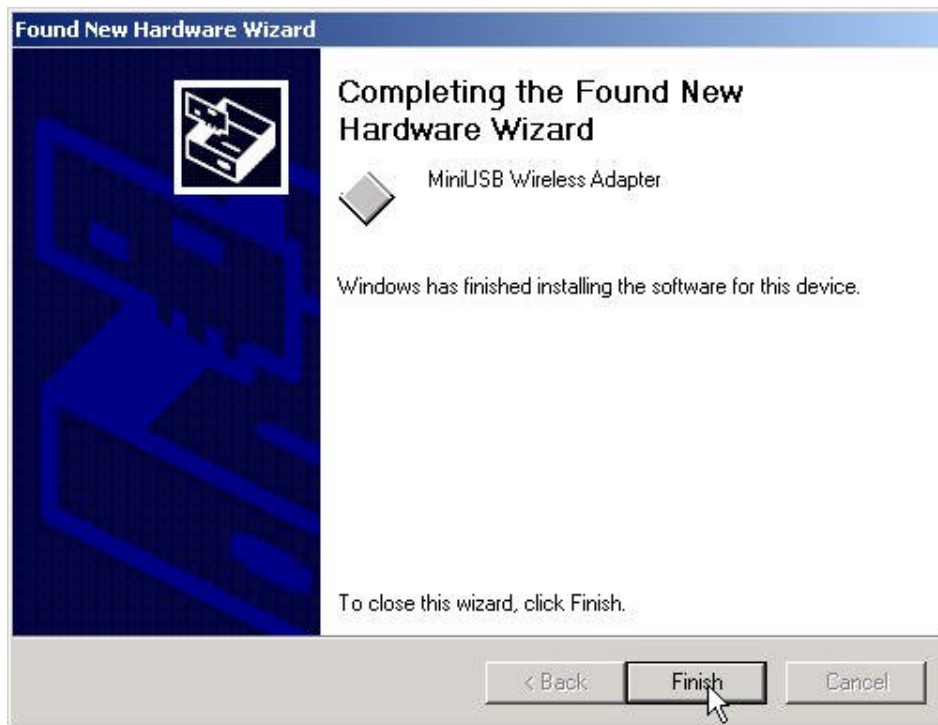 Found New Hardware Wizard
Completing the Found New
Hardware Wizard
MiniUSB Wireless Adapter
Windows has finished installing the software for this device.
To close this wizard, click Finish.
< Back Finish Cancel